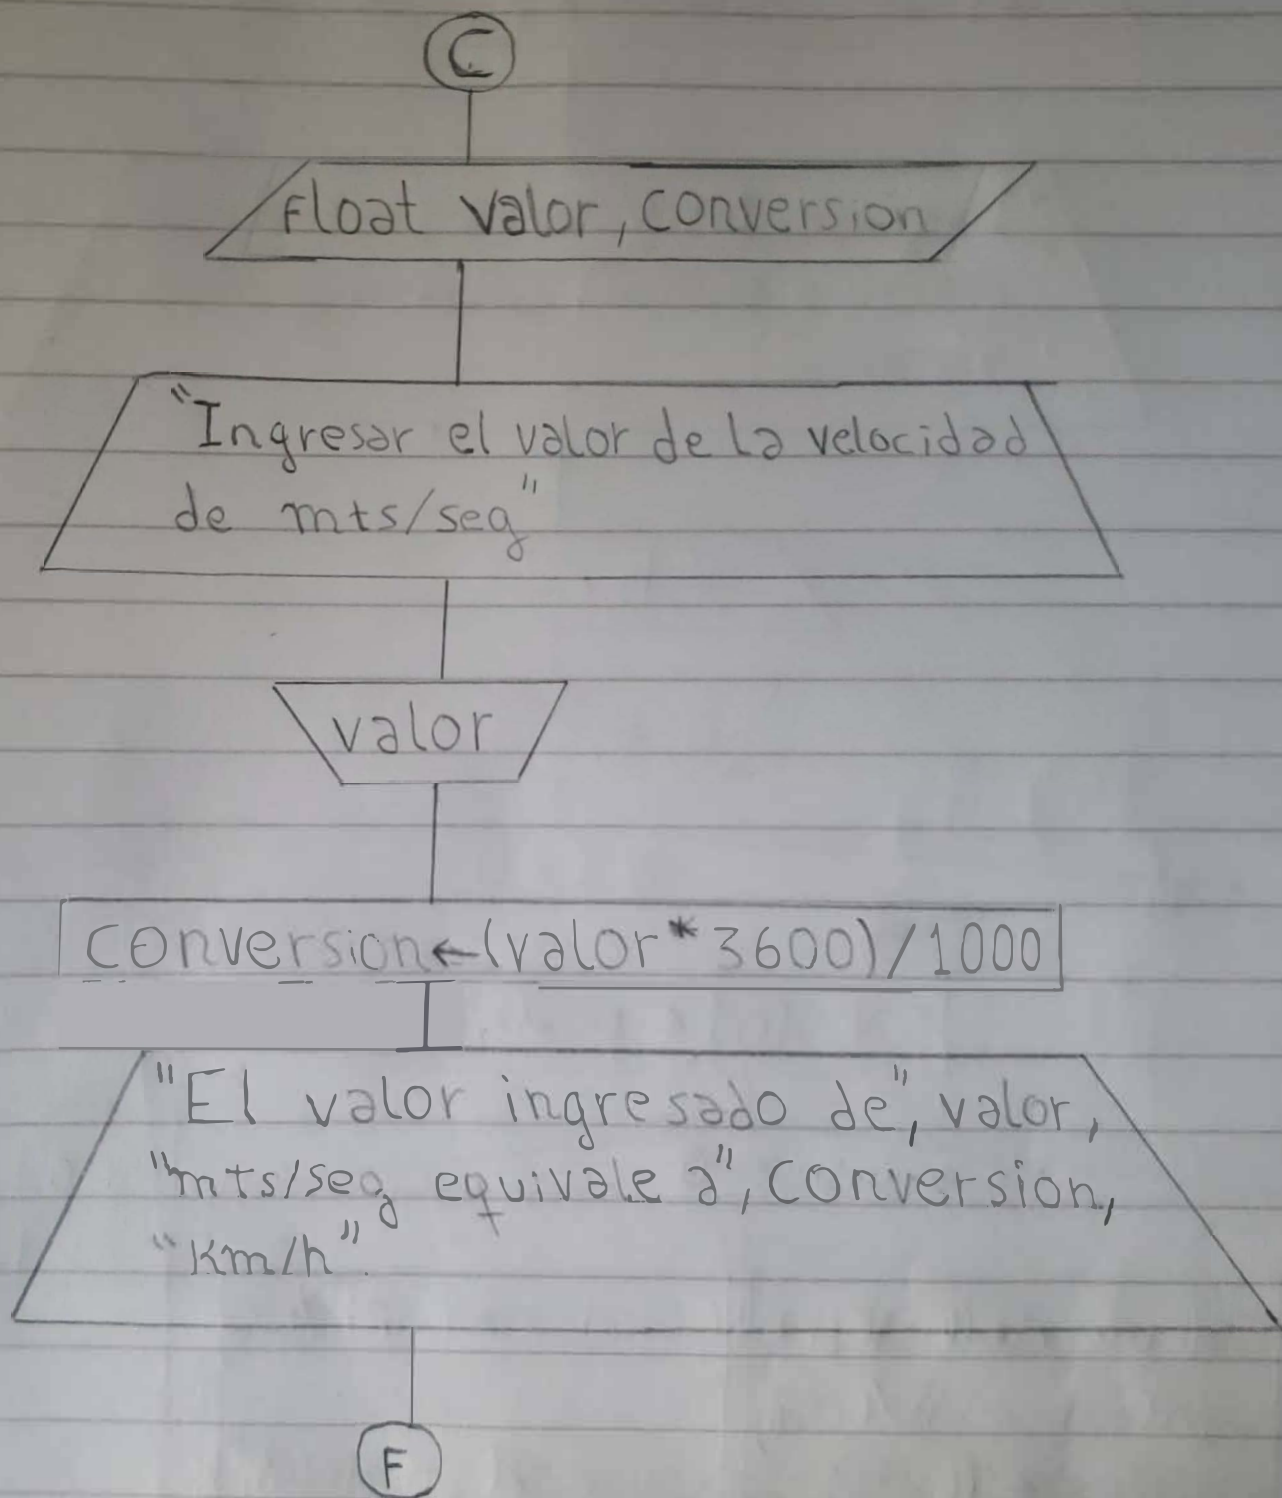 C
Float valor, conversion
"Ingresar el valor de la velocidad
de mts/seg"
valor
conversion←(valor*3600)/1000
"El valor ingresado de", valor,
"mts/seg equivale a", conversion,
"Km/h".
F